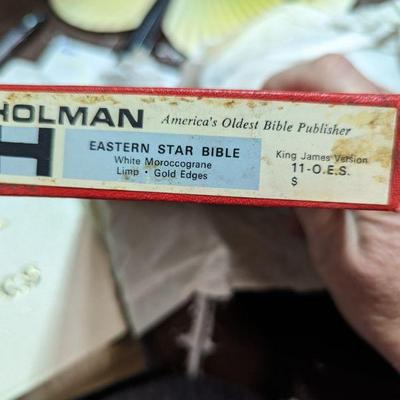 HOLMAN America's Oldest Bible Publisher
H
EASTERN STAR BIBLE
White Moroccograne
Limp • Gold Edges
King James Version
11-O.E.S.
$